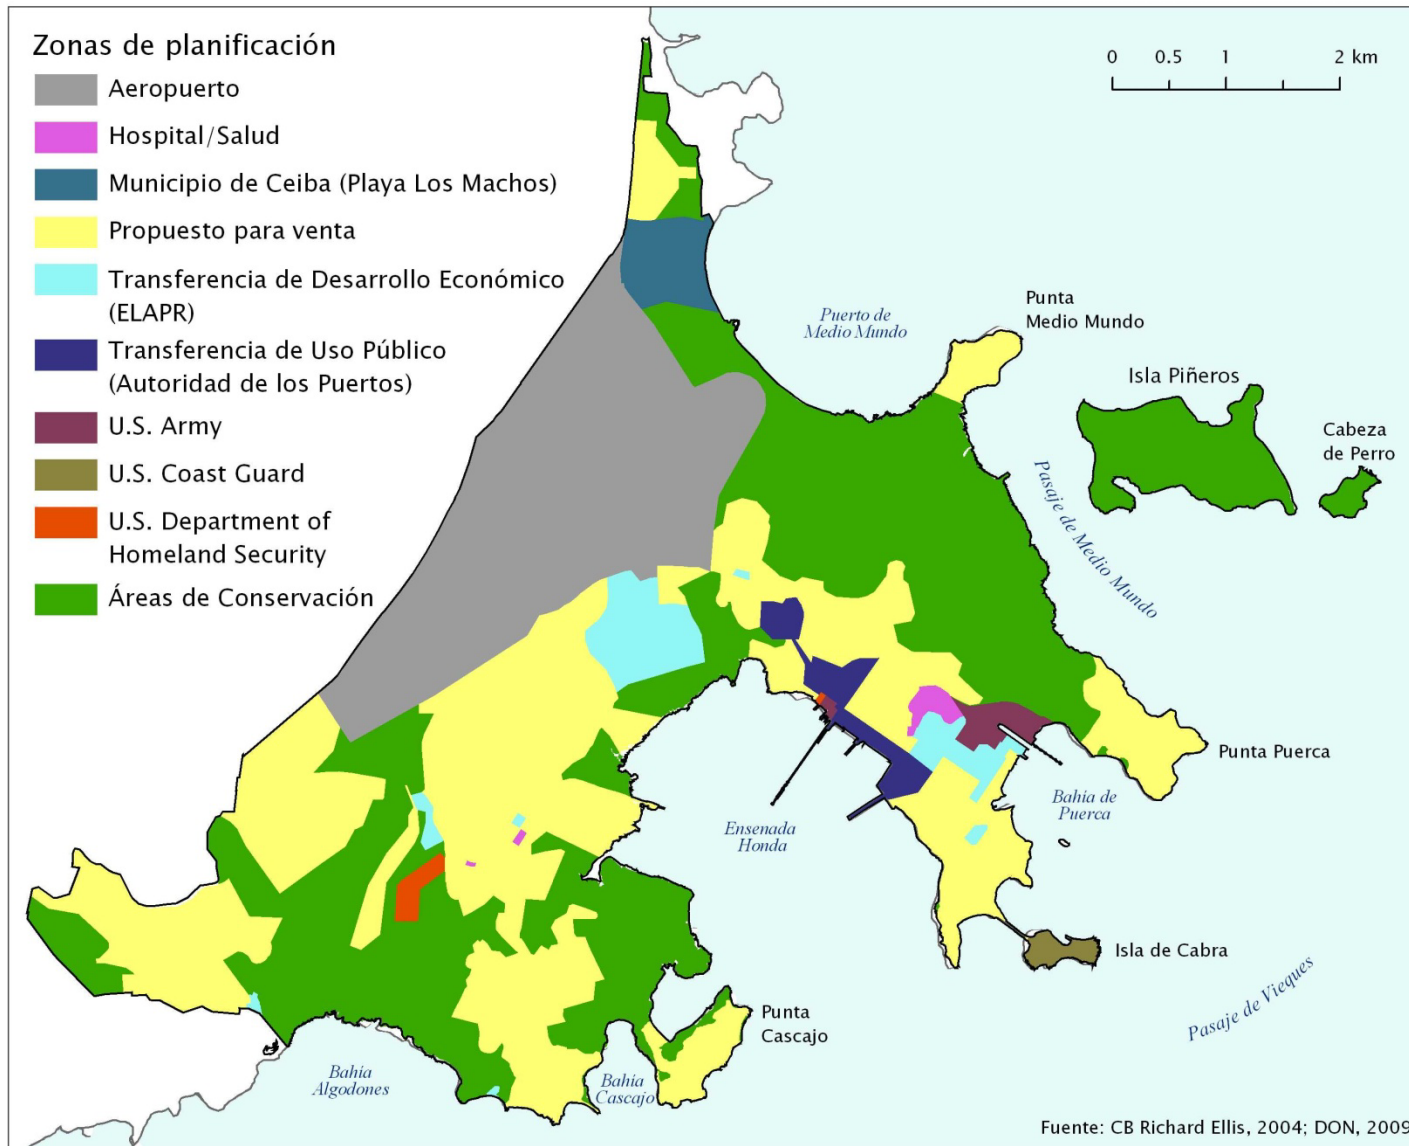 Zonas de planificación
Aeropuerto
Hospital/Salud
Municipio de Ceiba (Playa Los Machos)
Propuesto para venta
Transferencia de Desarrollo Económico
(ELAPR)
Transferencia de Uso Público
(Autoridad de los Puertos)
U.S. Army
U.S. Coast Guard
U.S. Department of
Homeland Security
Áreas de Conservación
0 0.5 1 2 km
Puerto de
Medio Mundo
Punta
Medio Mundo
Isla Piñeros
Cabeza
de Perro
Pasaje de Medio Mundo
Punta Puerca
Bahía de
Puerca
Ensenada
Honda
Isla de Cabra
Pasaje de Vieques
Punta
Cascajo
Bahía
Algodones
Bahía
Cascajo
Fuente: CB Richard Ellis, 2004; DON, 2009